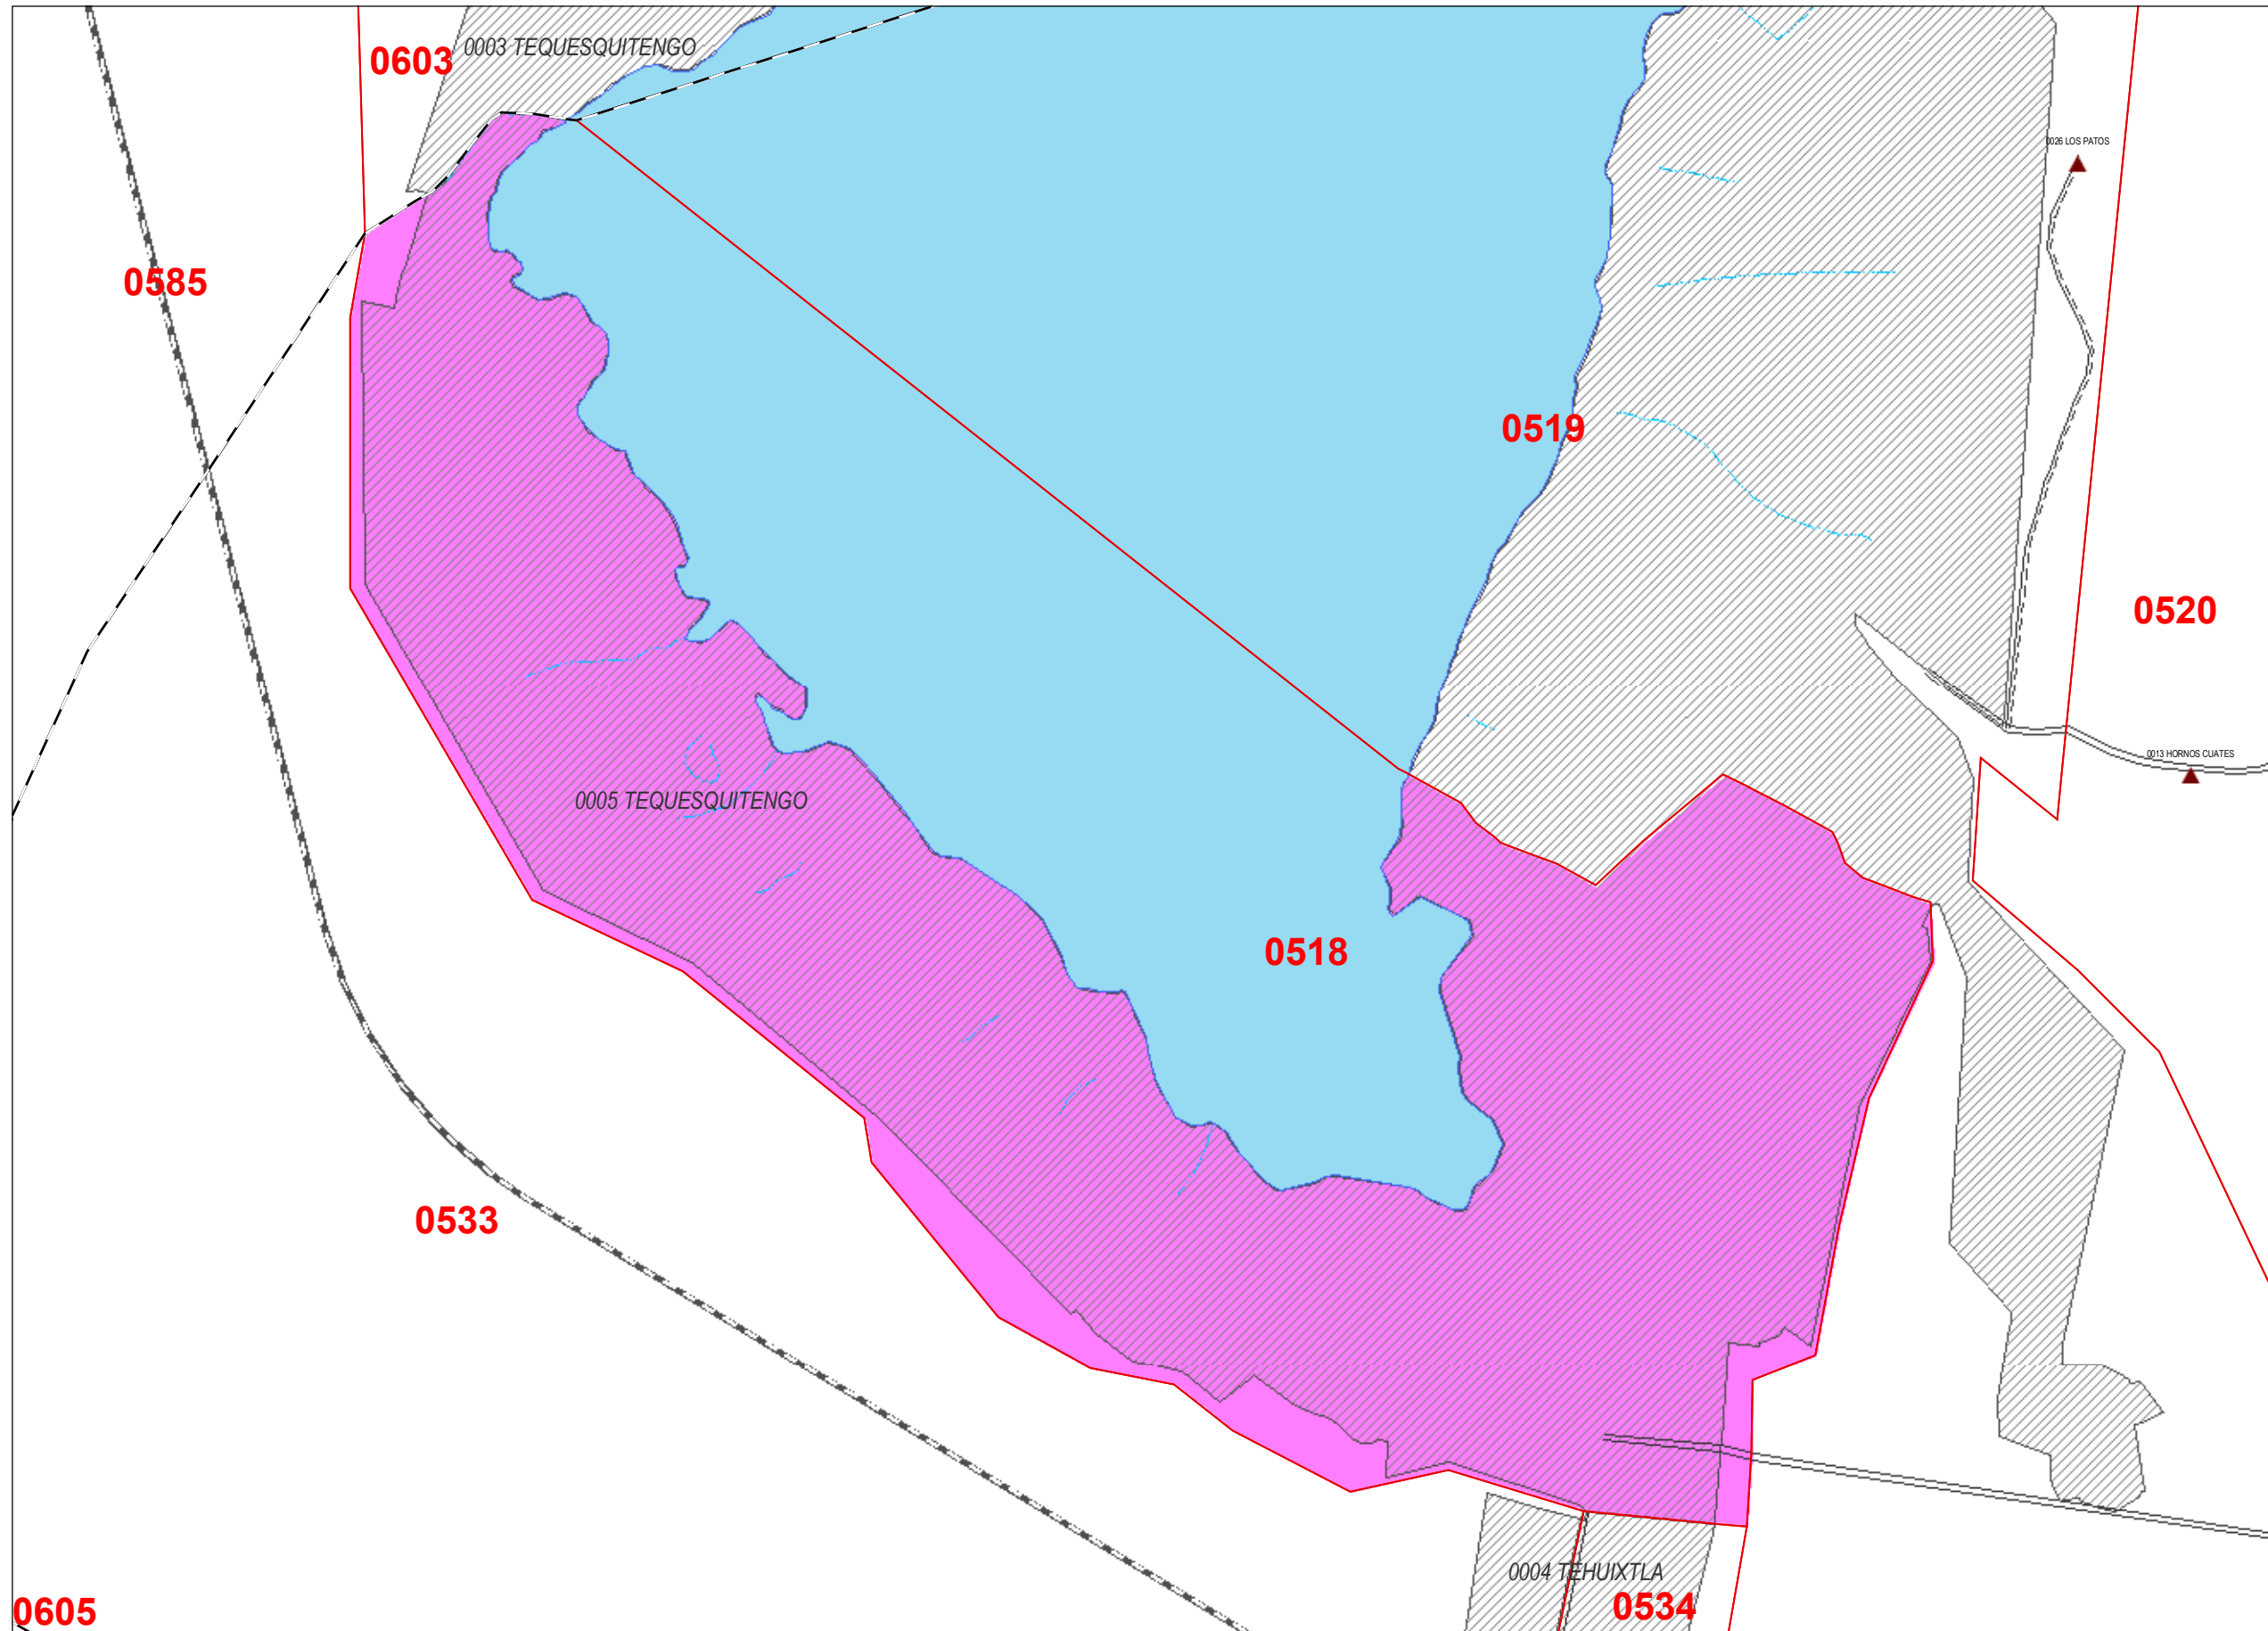 0603
0003 TEQUESQUITENGO
0026 LOS PATOS
0585
0519
0520
0013 HORNOS CUATES
0005 TEQUESQUITENGO
0518
0533
0004 TEHUIXTLA
0534
0605